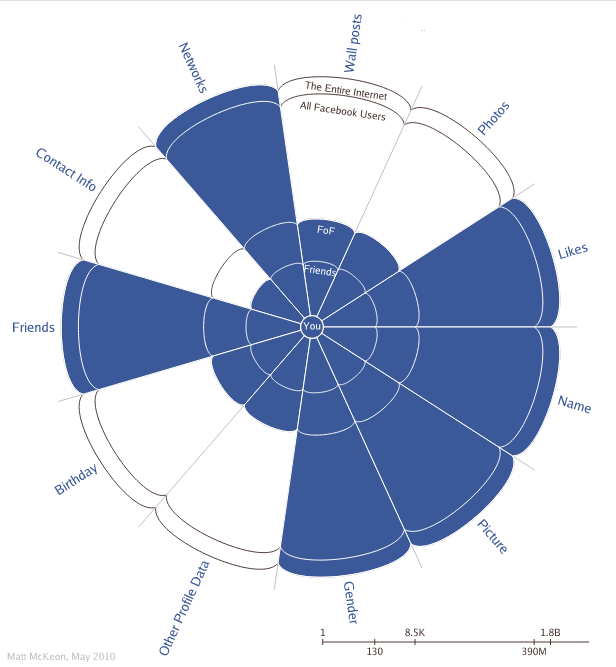 Wall posts
Networks
The Entire Internet
All Facebook Users
Photos
Contact Info
FoF
Likes
Friends
You
Friends
Name
Birthday
Picture
Other Profile Data
Gender
1
8.5K
1.8B
130
390M
Matt McKeon, May 2010